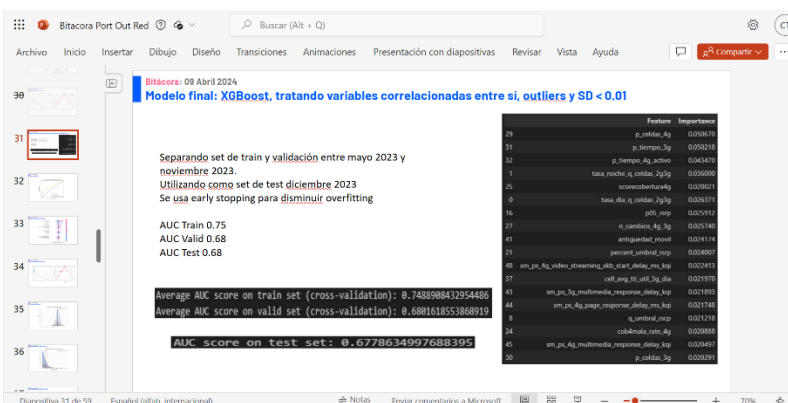 Bitacora Port Out Red
Buscar (Alt + Q)
CT
Archivo Inicio Insertar Dibujo Diseño Transiciones Animaciones Presentación con diapositivas Revisar Vista Ayuda
Compartir
30
31
32
33
34
35
36
Bitácora: 09 Abril 2024
Modelo final: XGBoost, tratando variables correlacionadas entre sí, outliers y SD < 0.01
Separando set de train y validación entre mayo 2023 y
noviembre 2023.
Utilizando como set de test diciembre 2023
Se usa early stopping para disminuir overfitting
AUC Train 0.75
AUC Valid 0.68
AUC Test 0.68
Average AUC score on train set (cross-validation): 0.7488908432954486
Average AUC score on valid set (cross-validation): 0.6801618553868919
AUC score on test set: 0.6778634997688395
Feature Importance
29 p_celdas_4g 0.050670
31 p_tiempo_3g 0.050218
32 p_tiempo_4g_activo 0.043470
1 tasa_noche_q_celdas_2g3g 0.036000
25 scorecobertura4g 0.028021
0 tasa_dia_q_celdas_2g3g 0.026371
16 p05_rsrp 0.025912
27 n_cambios_4g_3g 0.025740
41 antiguedad_movil 0.024174
21 percent_umbral_rsrp 0.024007
48 sm_ps_4g_video_streaming_xkb_start_delay_ms_kqi 0.022413
37 cell_avg_tti_util_3g_dia 0.021970
43 sm_ps_3g_multimedia_response_delay_kqi 0.021893
44 sm_ps_4g_page_response_delay_ms_kqi 0.021748
8 q_umbral_rscp 0.021218
24 cob4mala_rate_4g 0.020888
45 sm_ps_4g_multimedia_response_delay_kqi 0.020497
30 p_celdas_3g 0.020291
Diapositiva 31 de 59 Español (alfab. internacional) Notas Enviar comentarios a Microsoft 70%